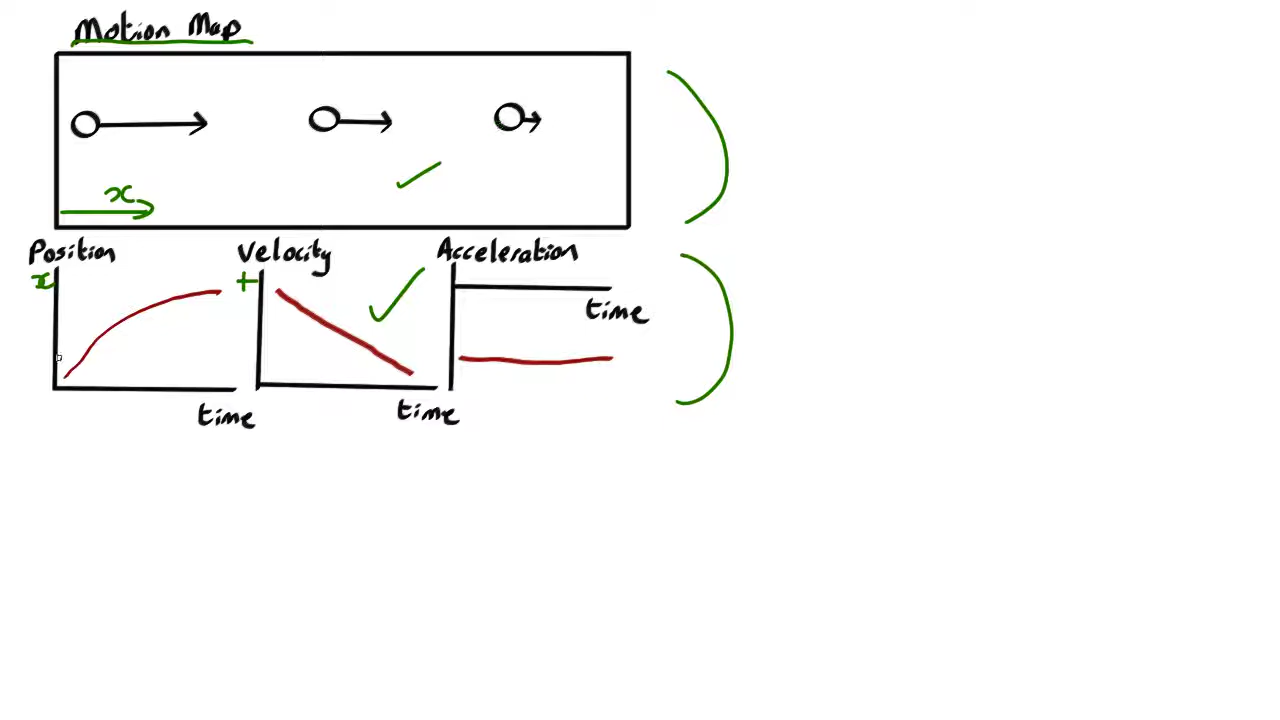 Motion Map
x
Position
Velocity
Acceleration
x
+
time
time
time